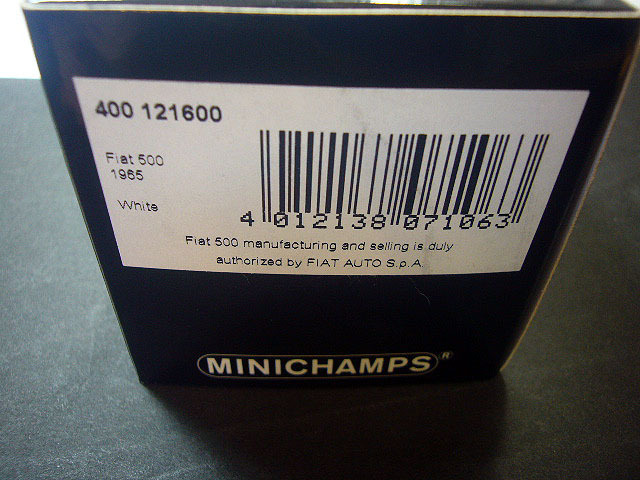 400 121600
Fiat 500
1965
White
4 012138 071063
Fiat 500 manufacturing and selling is duly
authorized by FIAT AUTO S.p.A.
MINICHAMPS®